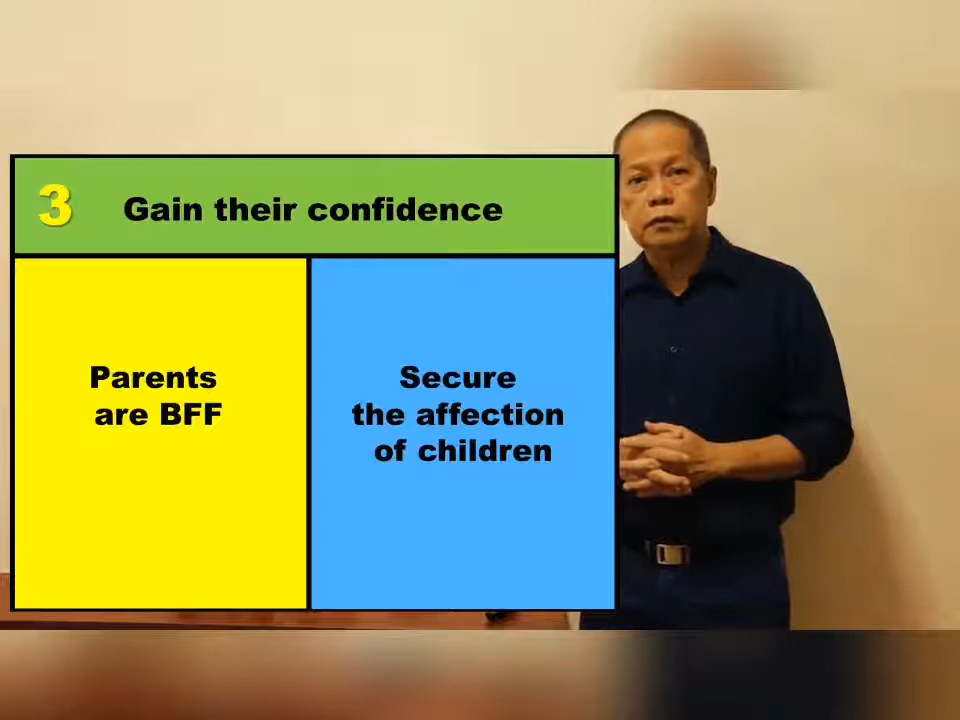 3 Gain their confidence
Parents
are BFF
Secure
the affection
of children